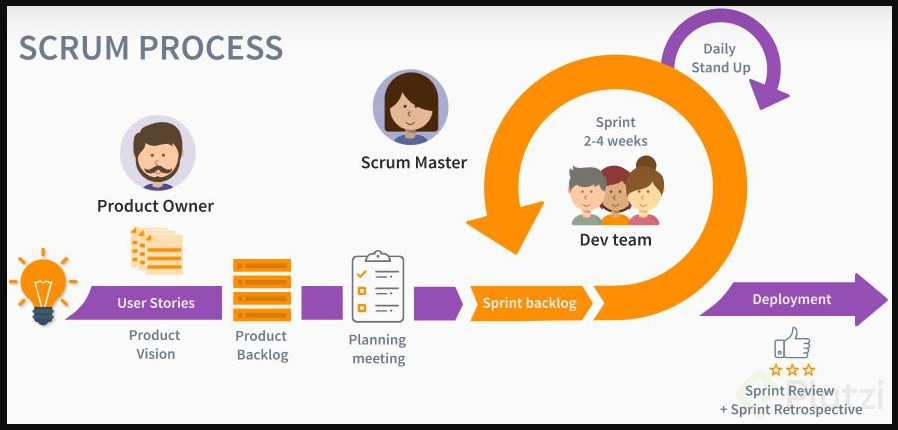 SCRUM PROCESS
Daily
Stand Up
Sprint
2-4 weeks
Scrum Master
Product Owner
Dev team
User Stories
Sprint backlog
Deployment
Product
Vision
Product
Backlog
Planning
meeting
Sprint Review
+ Sprint Retrospective
Platzi